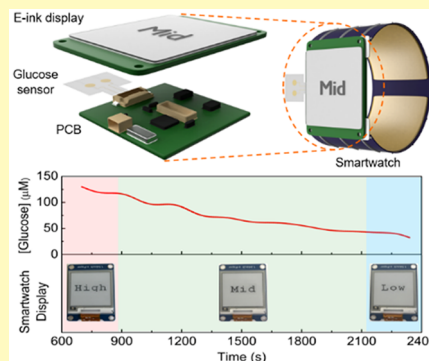 E-ink display
Mid
Glucose sensor
PCB
Mid
Smartwatch
[Glucose] (µM)
150
100
50
0
Smartwatch Display
High
Mid
Low
600 900 1200 1500 1800 2100 2400
Time (s)